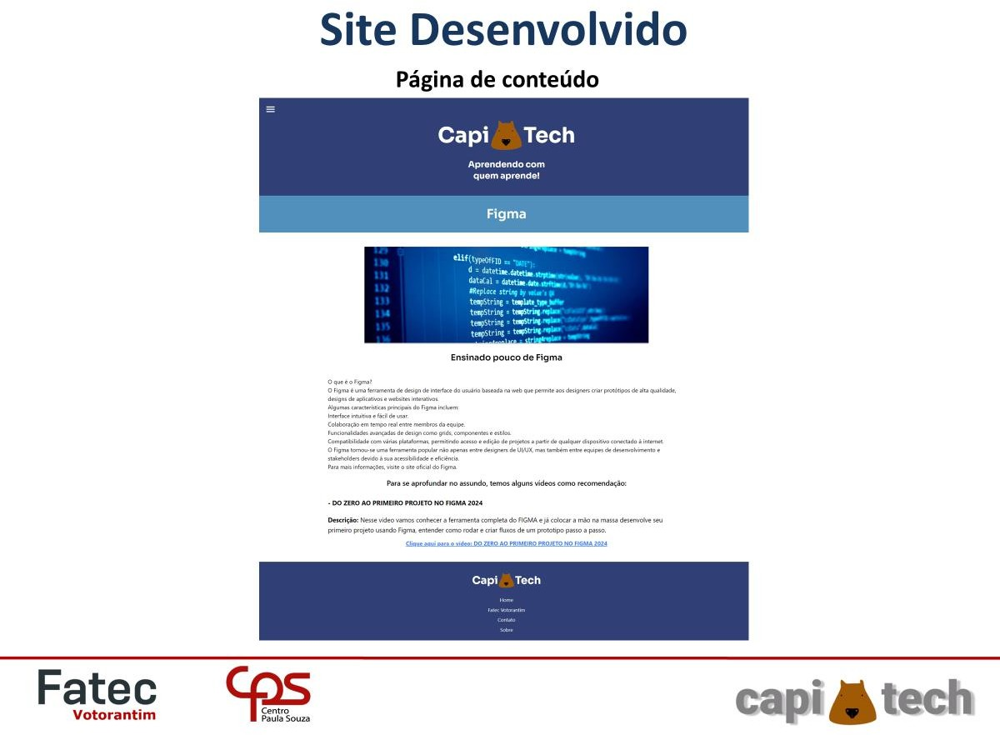 Site Desenvolvido
Página de conteúdo
Capi Tech
Aprendendo com
quem aprende!
Figma
129
130
131
132
133
134
135
136
elif(typeOfFID == "DATE"):
d = datetime.datetime.strptime
dataCal = datetime.date.strftime
#Replace string by value's
tempString = template_type_buffer
tempString = tempString.replace
tempString = tempString.replace
tempString = tempString.replace
Ensinado pouco de Figma
O que é o Figma?
O Figma é uma ferramenta de design de interface do usuário baseada na web que permite aos designers criar protótipos de alta qualidade,
designs de aplicativos e websites interativos.
Algumas características principais do Figma incluem:
Interface intuitiva e fácil de usar.
Colaboração em tempo real entre membros da equipe.
Funcionalidades avançadas de design como grids, componentes e estilos.
Compatibilidade com várias plataformas, permitindo acesso e edição de projetos a partir de qualquer dispositivo conectado à internet.
O Figma tornou-se uma ferramenta popular não apenas entre designers de UI/UX, mas também entre equipes de desenvolvimento e
stakeholders devido à sua acessibilidade e eficiência.
Para mais informações, visite o site oficial do Figma.
Para se aprofundar no assundo, temos alguns vídeos como recomendação:
- DO ZERO AO PRIMEIRO PROJETO NO FIGMA 2024
Descrição: Nesse vídeo vamos conhecer a ferramenta completa do FIGMA e já colocar a mão na massa desenvolve seu
primeiro projeto usando Figma, entender como rodar e criar fluxos de um prototipo passo a passo.
Clique aqui para o vídeo: DO ZERO AO PRIMEIRO PROJETO NO FIGMA 2024
Capi Tech
Home
Fatec Votorantim
Contato
Sobre
Fatec
Votorantim
CPS
Centro
Paula Souza
capi tech